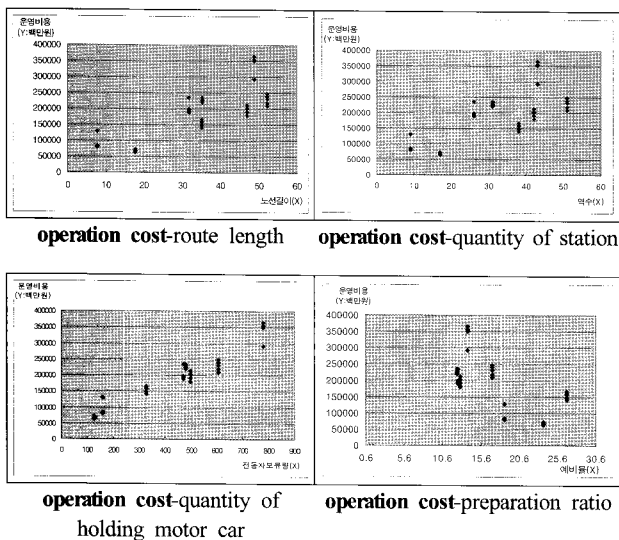 운영비용
(Y:백만원)
400000
350000
300000
250000
200000
150000
100000
50000
0
0 10 20 30 40 50 60
노선길이(X)
운영비용
(Y:백만원)
400000
350000
300000
250000
200000
150000
100000
50000
0
0 10 20 30 40 50 60
역수(X)
operation cost-route length
operation cost-quantity of station
운영비용
(Y:백만원)
400000
350000
300000
250000
200000
150000
100000
50000
0
0 100 200 300 400 500 600 700 800 900
전동차보유량(X)
운영비용
(Y:백만원)
400000
350000
300000
250000
200000
150000
100000
50000
0
0.6 5.6 10.6 15.6 20.6 25.6 30.6
예비율(X)
operation cost-quantity of
holding motor car
operation cost-preparation ratio